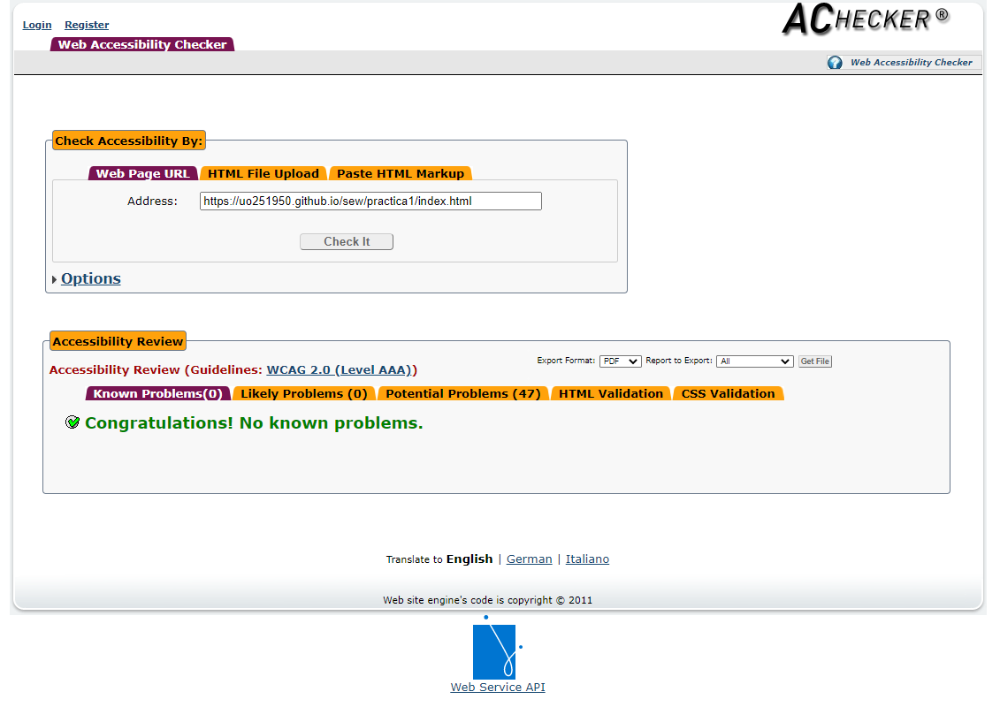 Login Register
ACHECKER ®
Web Accessibility Checker
Web Accessibility Checker
Check Accessibility By:
Web Page URL HTML File Upload Paste HTML Markup
Address: https://uo251950.github.io/sew/practica1/index.html
Check It
Options
Accessibility Review
Export Format: PDF Report to Export: All Get File
Accessibility Review (Guidelines: WCAG 2.0 (Level AAA))
Known Problems(0) Likely Problems (0) Potential Problems (47) HTML Validation CSS Validation
Congratulations! No known problems.
Translate to English | German | Italiano
Web site engine's code is copyright © 2011
Web Service API